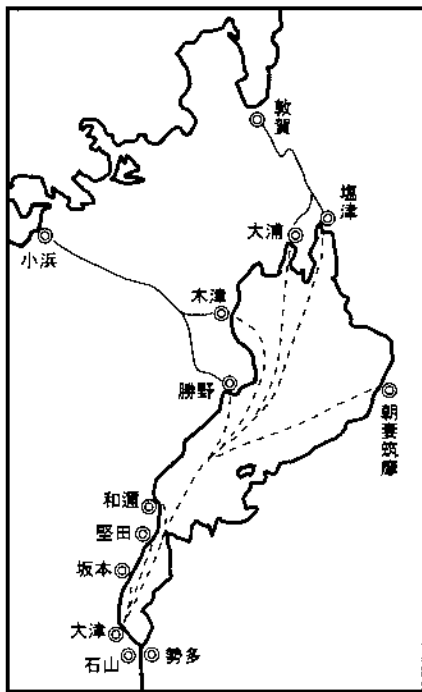 敦賀
塩津
大浦
小浜
木津
勝野
朝妻筑摩
和邇
堅田
坂本
大津
石山
勢多